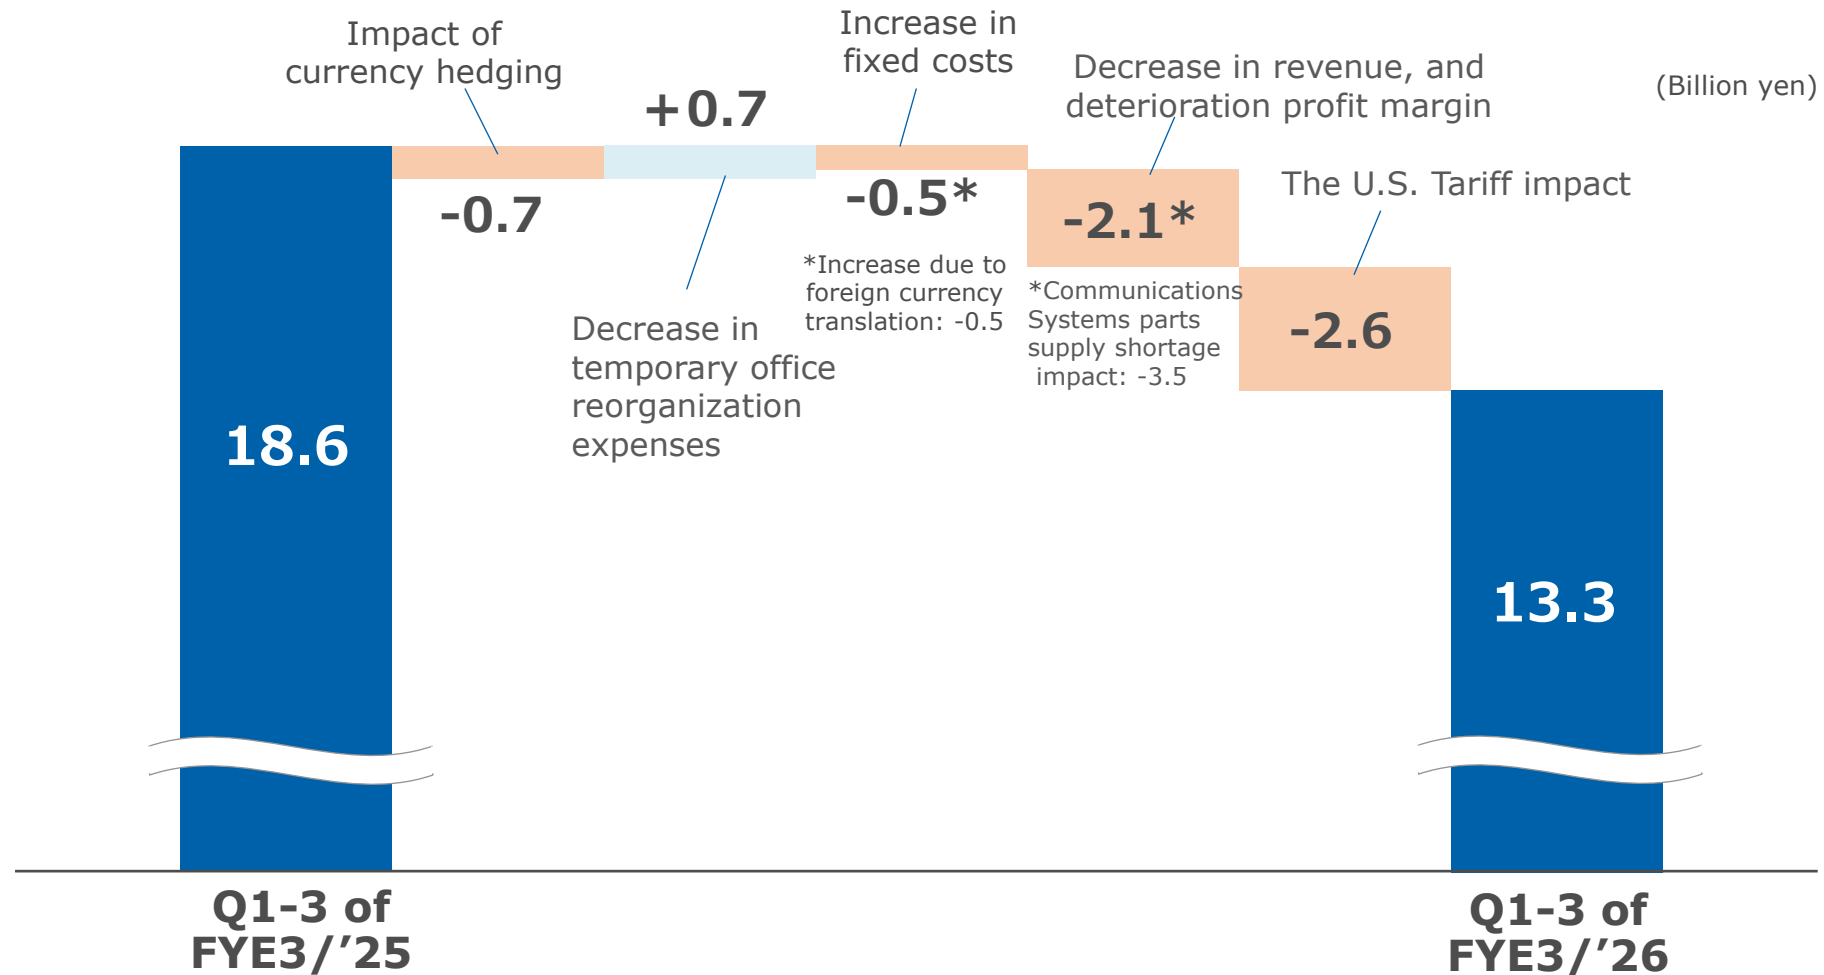 (Billion yen)
Impact of
currency hedging
-0.7
+0.7
Decrease in
temporary office
reorganization
expenses
Increase in
fixed costs
-0.5*
*Increase due to
foreign currency
translation: -0.5
Decrease in revenue, and
deterioration profit margin
-2.1*
*Communications
Systems parts
supply shortage
impact: -3.5
The U.S. Tariff impact
-2.6
18.6
13.3
Q1-3 of
FYE3/’25
Q1-3 of
FYE3/’26